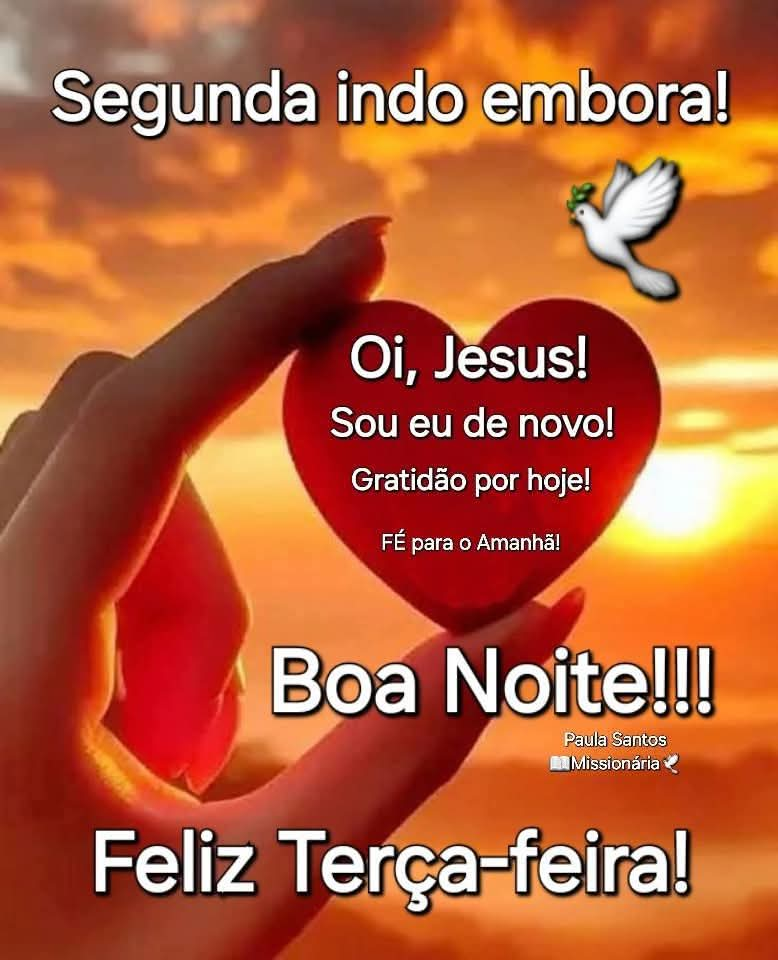 Segunda indo embora!
Oi, Jesus!
Sou eu de novo!
Gratidão por hoje!
FÉ para o Amanhã!
Boa Noite!!!
Paula Santos
📖Missionária🕊
Feliz Terça-feira!